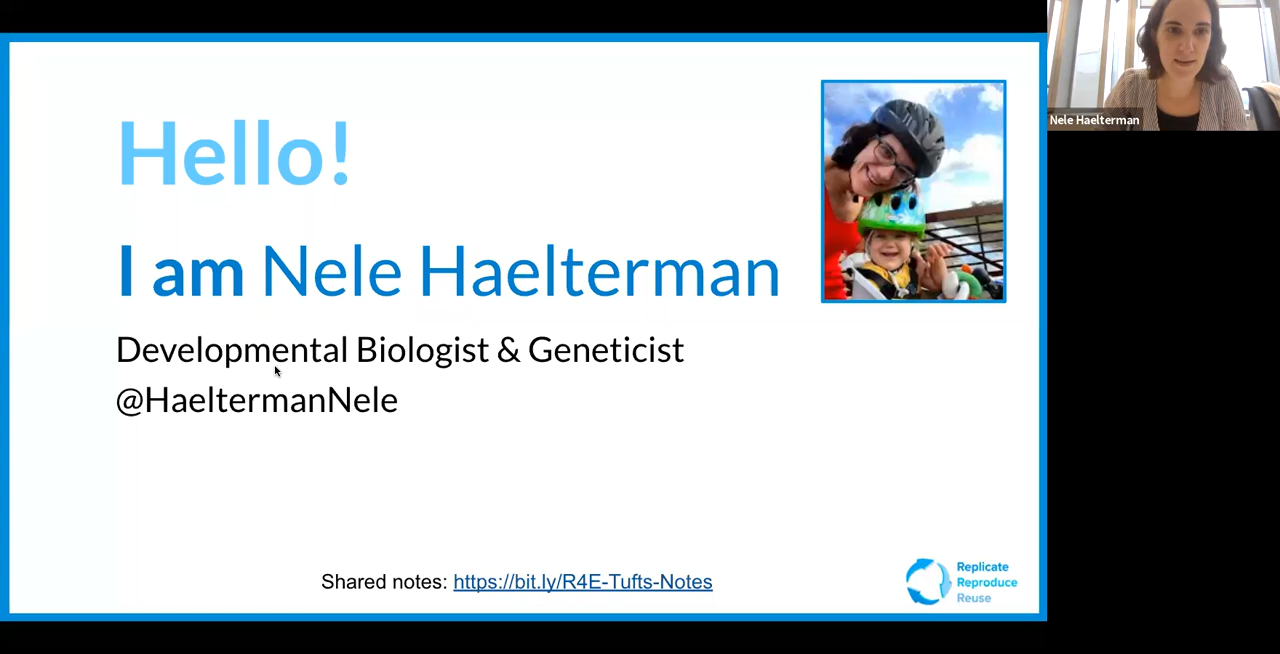 Hello!
I am Nele Haelterman
Developmental Biologist & Geneticist
@HaeltermanNele
Shared notes: https://bit.ly/R4E-Tufts-Notes
Replicate
Reproduce
Reuse
Nele Haelterman